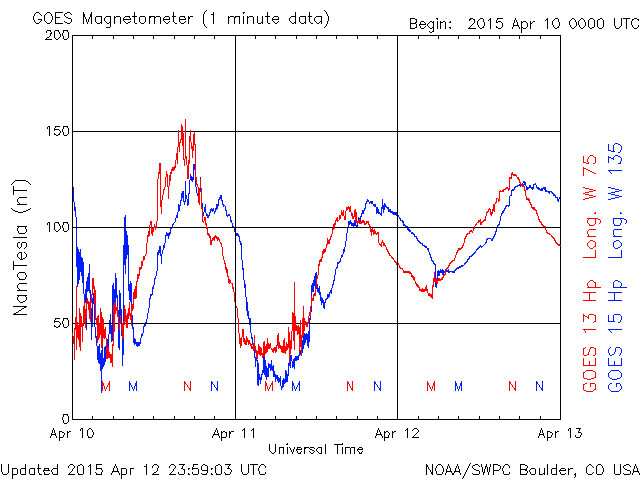 GOES Magnetometer (1 minute data)
Begin: 2015 Apr 10 0000 UTC
200
150
100
50
0
NanoTesla (nT)
M M N N M M N N M M N N
Apr 10 Apr 11 Apr 12 Apr 13
Universal Time
GOES 13 Hp Long. W 75
GOES 15 Hp Long. W 135
Updated 2015 Apr 12 23:59:03 UTC
NOAA/SWPC Boulder, CO USA